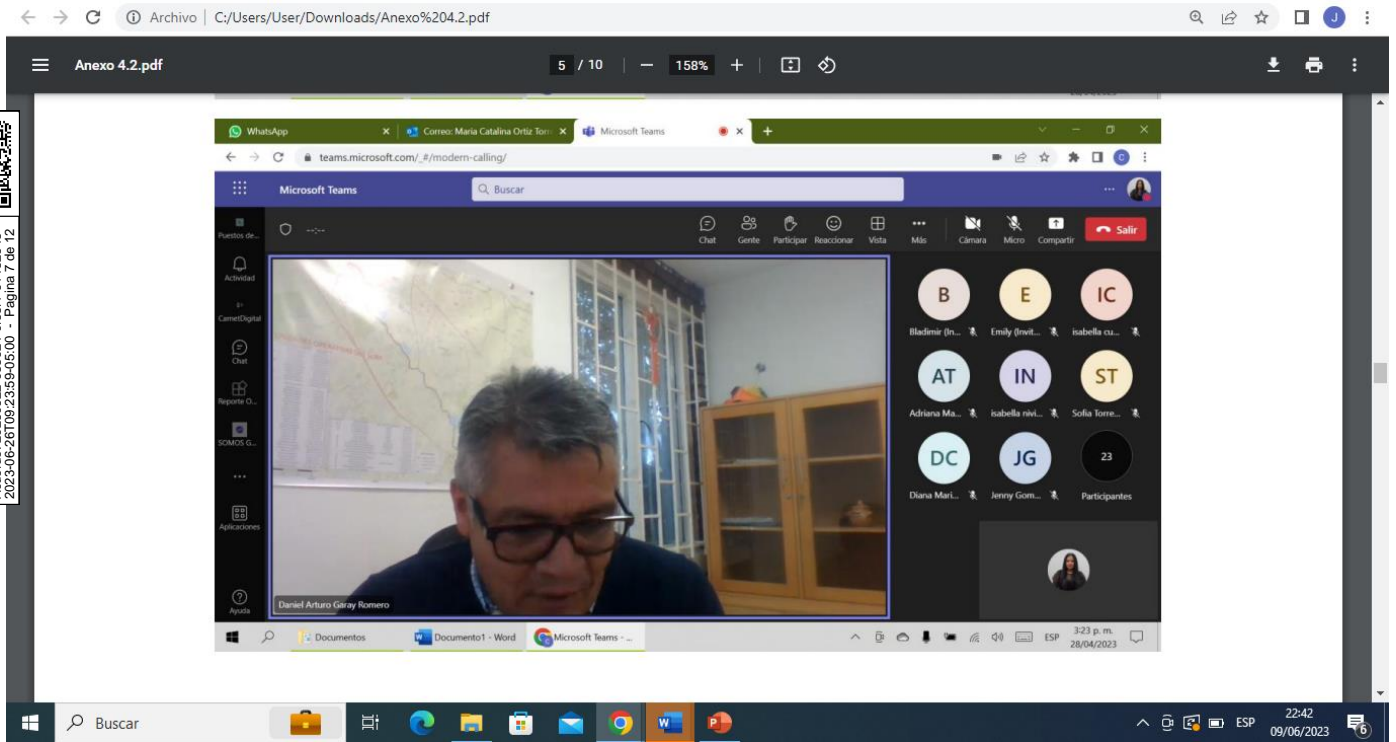 Archivo | C:/Users/User/Downloads/Anexo%204.2.pdf
J
Anexo 4.2.pdf
5 / 10 | — 158% +
2023-06-26T09:23:59-05:00 - Pagina 7 de 12
WhatsApp
Correo: Maria Catalina Ortiz Torr
Microsoft Teams
teams.microsoft.com/_#/modern-calling/
C
Microsoft Teams
Buscar
Puestos de...
--:--
Chat
Gente
Participar
Reaccionar
Vista
Más
Cámara
Micro
Compartir
Salir
Actividad
CarnetDigital
Chat
Reporte O...
SOMOS G...
Aplicaciones
Ayuda
B
E
IC
Bladimir (In...
Emily (Invit...
isabella cu...
AT
IN
ST
Adriana Ma...
isabella nivi...
Sofia Torre...
DC
JG
23
Diana Mari...
Jenny Gom...
Participantes
Daniel Arturo Garay Romero
Documentos
Documento1 - Word
Microsoft Teams - ...
ESP
3:23 p. m.
28/04/2023
Buscar
ESP
22:42
09/06/2023
6